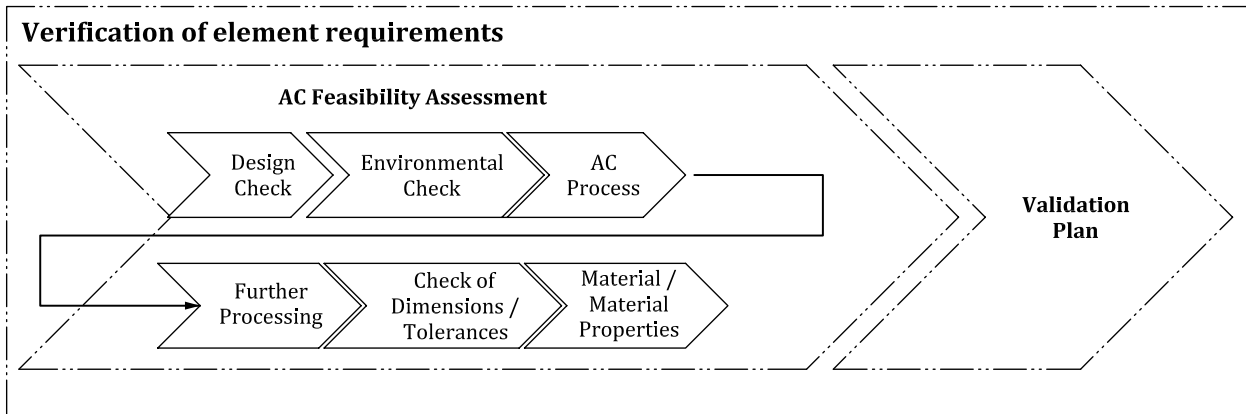 Verification of element requirements
AC Feasibility Assessment
Design
Check
Environmental
Check
AC
Process
Further
Processing
Check of
Dimensions /
Tolerances
Material /
Material
Properties
Validation
Plan